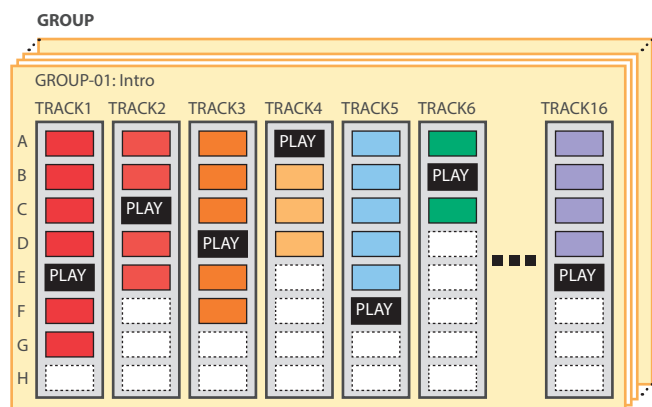 GROUP
GROUP-01: Intro
TRACK1 TRACK2 TRACK3 TRACK4 TRACK5 TRACK6 TRACK16
A PLAY
B PLAY
C PLAY
D PLAY
E PLAY PLAY
F PLAY
G
H